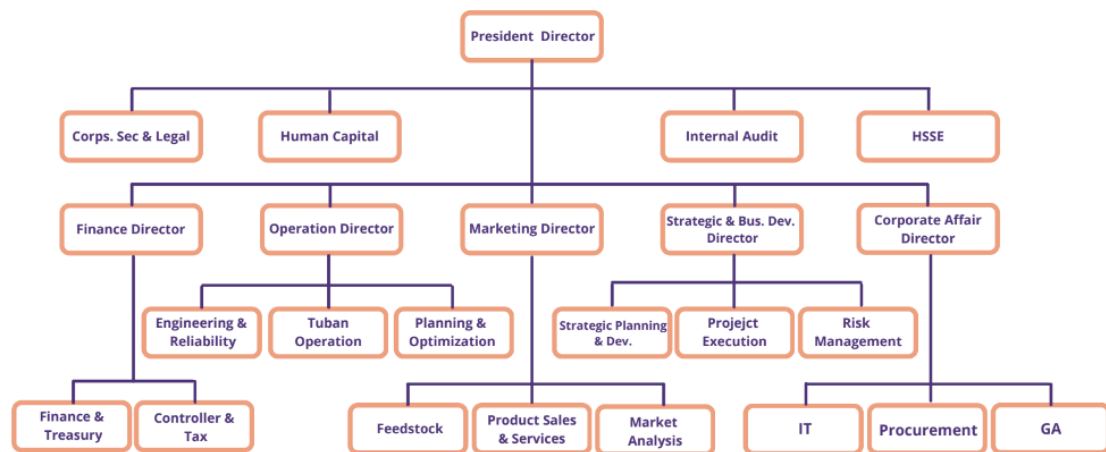 President Director
Corps. Sec & Legal
Human Capital
Internal Audit
HSSE
Finance Director
Operation Director
Marketing Director
Strategic & Bus. Dev.
Director
Corporate Affair
Director
Engineering &
Reliability
Tuban
Operation
Planning &
Optimization
Strategic Planning
& Dev.
Projejct
Execution
Risk
Management
Finance &
Treasury
Controller &
Tax
Feedstock
Product Sales
& Services
Market
Analysis
IT
Procurement
GA